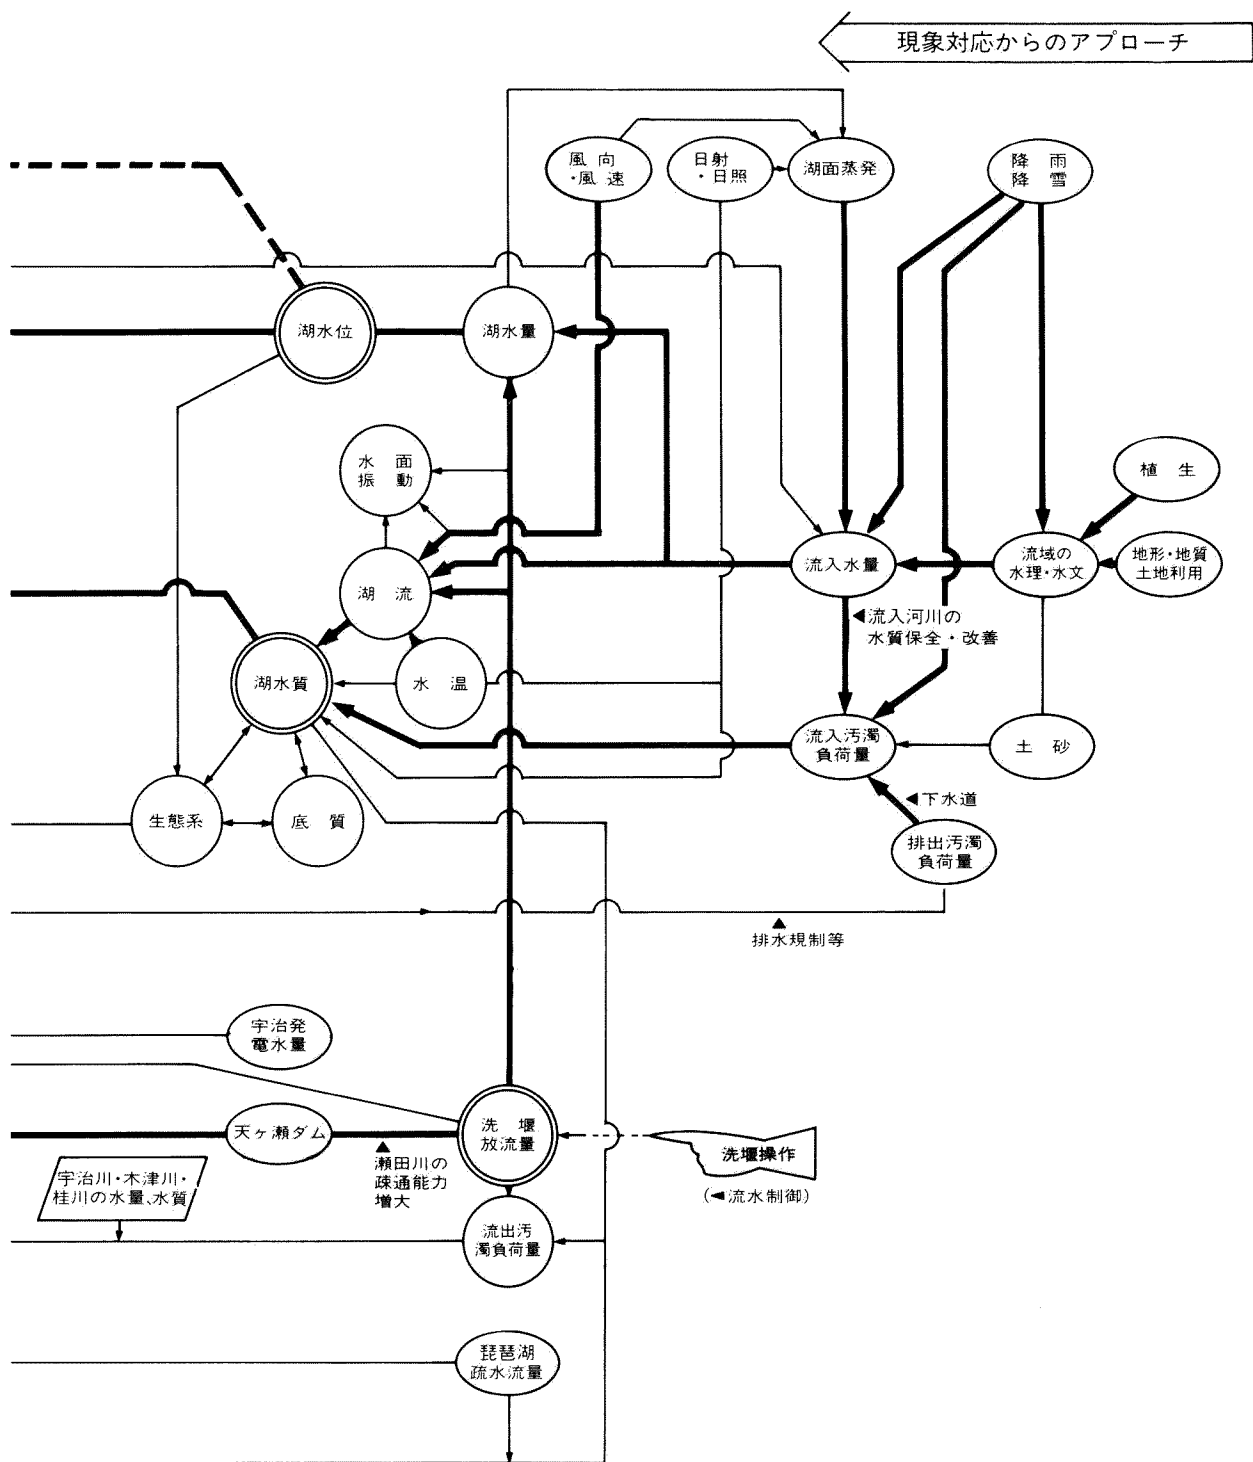 現象対応からのアプローチ
風向
・風速
日射
・日照
湖面蒸発
降雨
降雪
湖水位
湖水量
水面
振動
植生
流入水量
流域の
水理・水文
地形・地質
土地利用
湖流
◀流入河川の
水質保全・改善
湖水質
水温
流入汚濁
負荷量
土砂
◀下水道
生態系
底質
排出汚濁
負荷量
▲
排水規制等
宇治発
電水量
洗堰
放流量
天ヶ瀬ダム
洗堰操作
▲
瀬田川の
疎通能力
増大
(◀流水制御)
宇治川・木津川・
桂川の水量、水質
流出汚
濁負荷量
琵琶湖
疏水流量